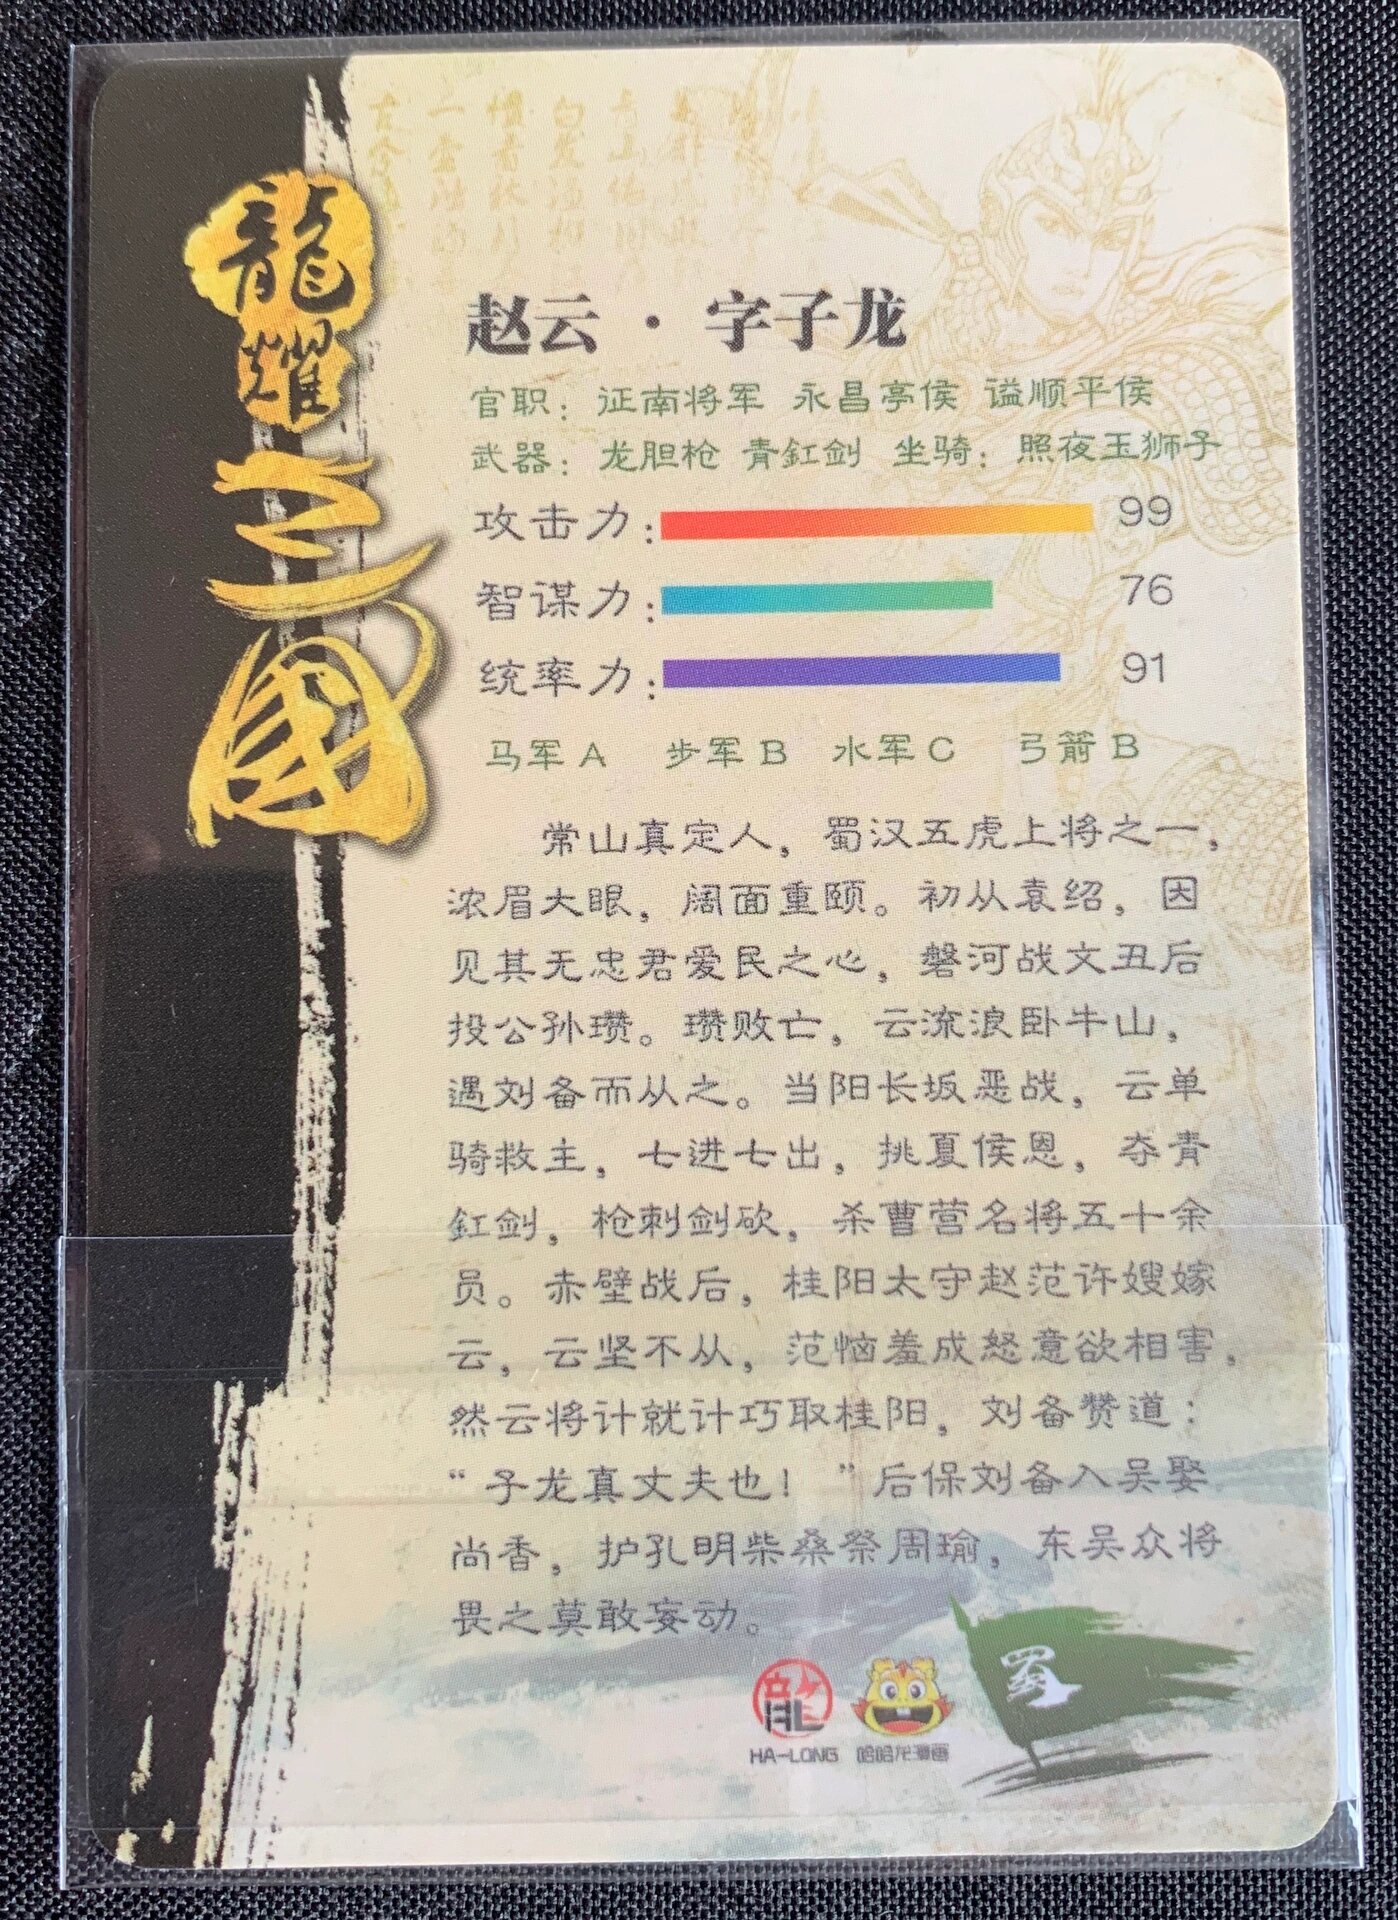 龍耀三國
赵云·字子龙
官职：征南将军 永昌亭侯 谥顺平侯
武器：龙胆枪 青釭剑 坐骑：照夜玉狮子
攻击力： 99
智谋力： 76
统率力： 91
马军A 步军B 水军C 弓箭B
常山真定人，蜀汉五虎上将之一，
浓眉大眼，阔面重颐。初从袁绍，因
见其无忠君爱民之心，磐河战文丑后
投公孙瓒。瓒败亡，云流浪卧牛山，
遇刘备而从之。当阳长坂恶战，云单
骑救主，七进七出，挑夏侯恩，夺青
釭剑，枪刺剑砍，杀曹营名将五十余
员。赤壁战后，桂阳太守赵范许嫂嫁
云，云坚不从，范恼羞成怒意欲相害，
然云将计就计巧取桂阳，刘备赞道：
“子龙真丈夫也！”后保刘备入吴娶
尚香，护孔明柴桑祭周瑜，东吴众将
畏之莫敢妄动。
龍
HA-LONG 哈哈龙漫画
蜀